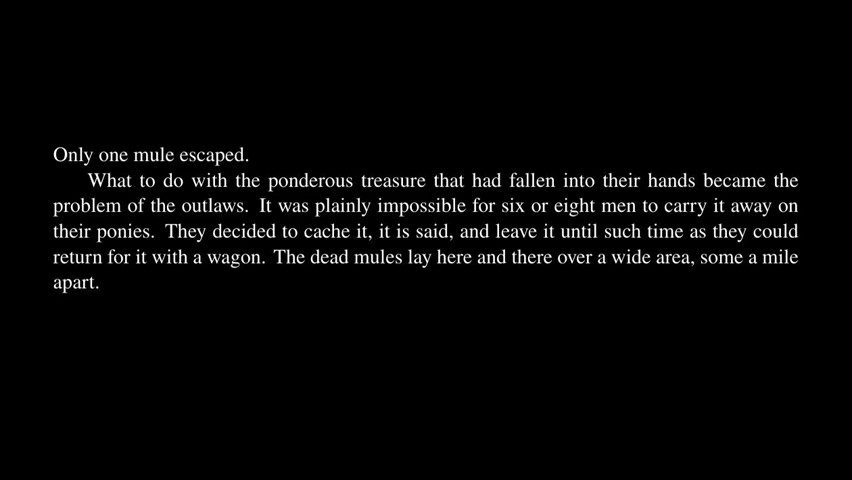 Only one mule escaped.
What to do with the ponderous treasure that had fallen into their hands became the
problem of the outlaws. It was plainly impossible for six or eight men to carry it away on
their ponies. They decided to cache it, it is said, and leave it until such time as they could
return for it with a wagon. The dead mules lay here and there over a wide area, some a mile
apart.